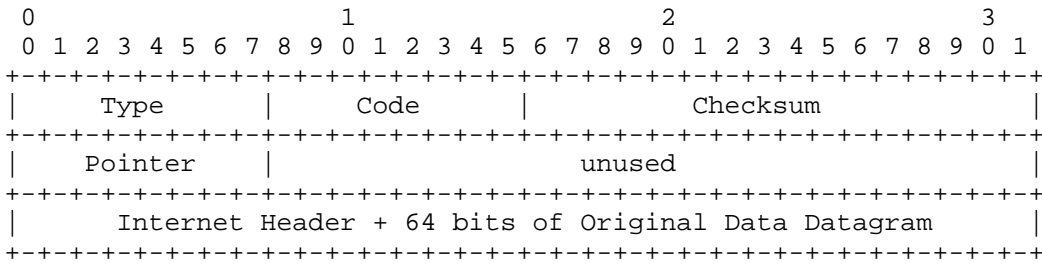 0                   1                   2                   3
 0 1 2 3 4 5 6 7 8 9 0 1 2 3 4 5 6 7 8 9 0 1 2 3 4 5 6 7 8 9 0 1
+-+-+-+-+-+-+-+-+-+-+-+-+-+-+-+-+-+-+-+-+-+-+-+-+-+-+-+-+-+-+-+-+
|     Type      |     Code      |          Checksum             |
+-+-+-+-+-+-+-+-+-+-+-+-+-+-+-+-+-+-+-+-+-+-+-+-+-+-+-+-+-+-+-+-+
|    Pointer    |                   unused                      |
+-+-+-+-+-+-+-+-+-+-+-+-+-+-+-+-+-+-+-+-+-+-+-+-+-+-+-+-+-+-+-+-+
|      Internet Header + 64 bits of Original Data Datagram      |
+-+-+-+-+-+-+-+-+-+-+-+-+-+-+-+-+-+-+-+-+-+-+-+-+-+-+-+-+-+-+-+-+